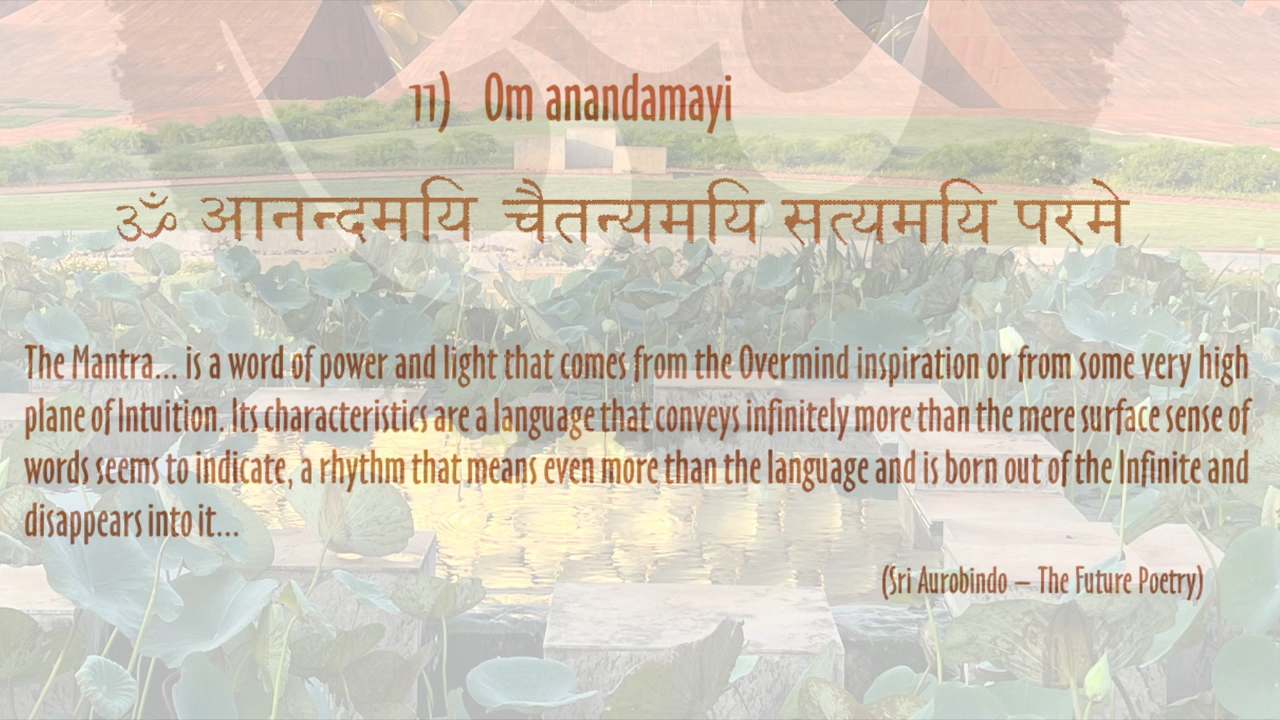 11) Om anandamayi
ॐ आनन्दमयि चैतन्यमयि सत्यमयि परमे
The Mantra... is a word of power and light that comes from the Overmind inspiration or from some very high
plane of Intuition. Its characteristics are a language that conveys infinitely more than the mere surface sense of
words seems to indicate, a rhythm that means even more than the language and is born out of the Infinite and
disappears into it...
(Sri Aurobindo – The Future Poetry)